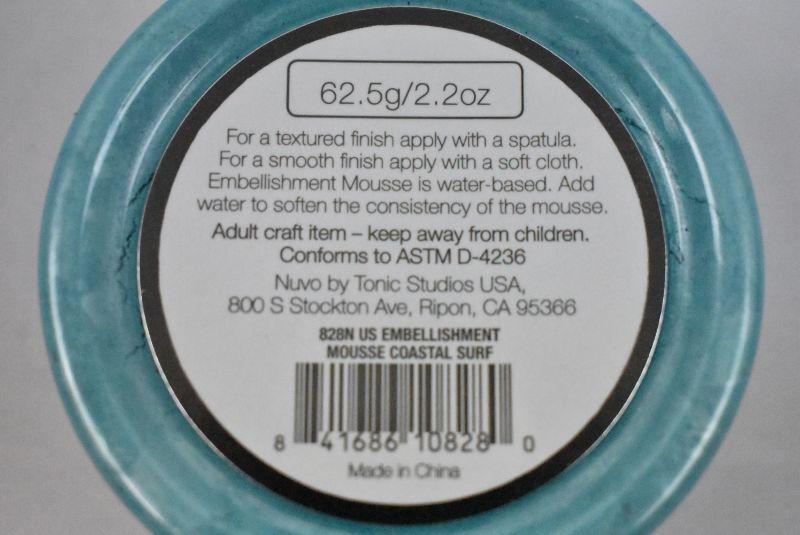 62.5g/2.2oz
For a textured finish apply with a spatula.
For a smooth finish apply with a soft cloth.
Embellishment Mousse is water-based. Add
water to soften the consistency of the mousse.
Adult craft item – keep away from children.
Conforms to ASTM D-4236
Nuvo by Tonic Studios USA,
800 S Stockton Ave, Ripon, CA 95366
828N US EMBELLISHMENT
MOUSSE COASTAL SURF
8 41686 10828 0
Made in China